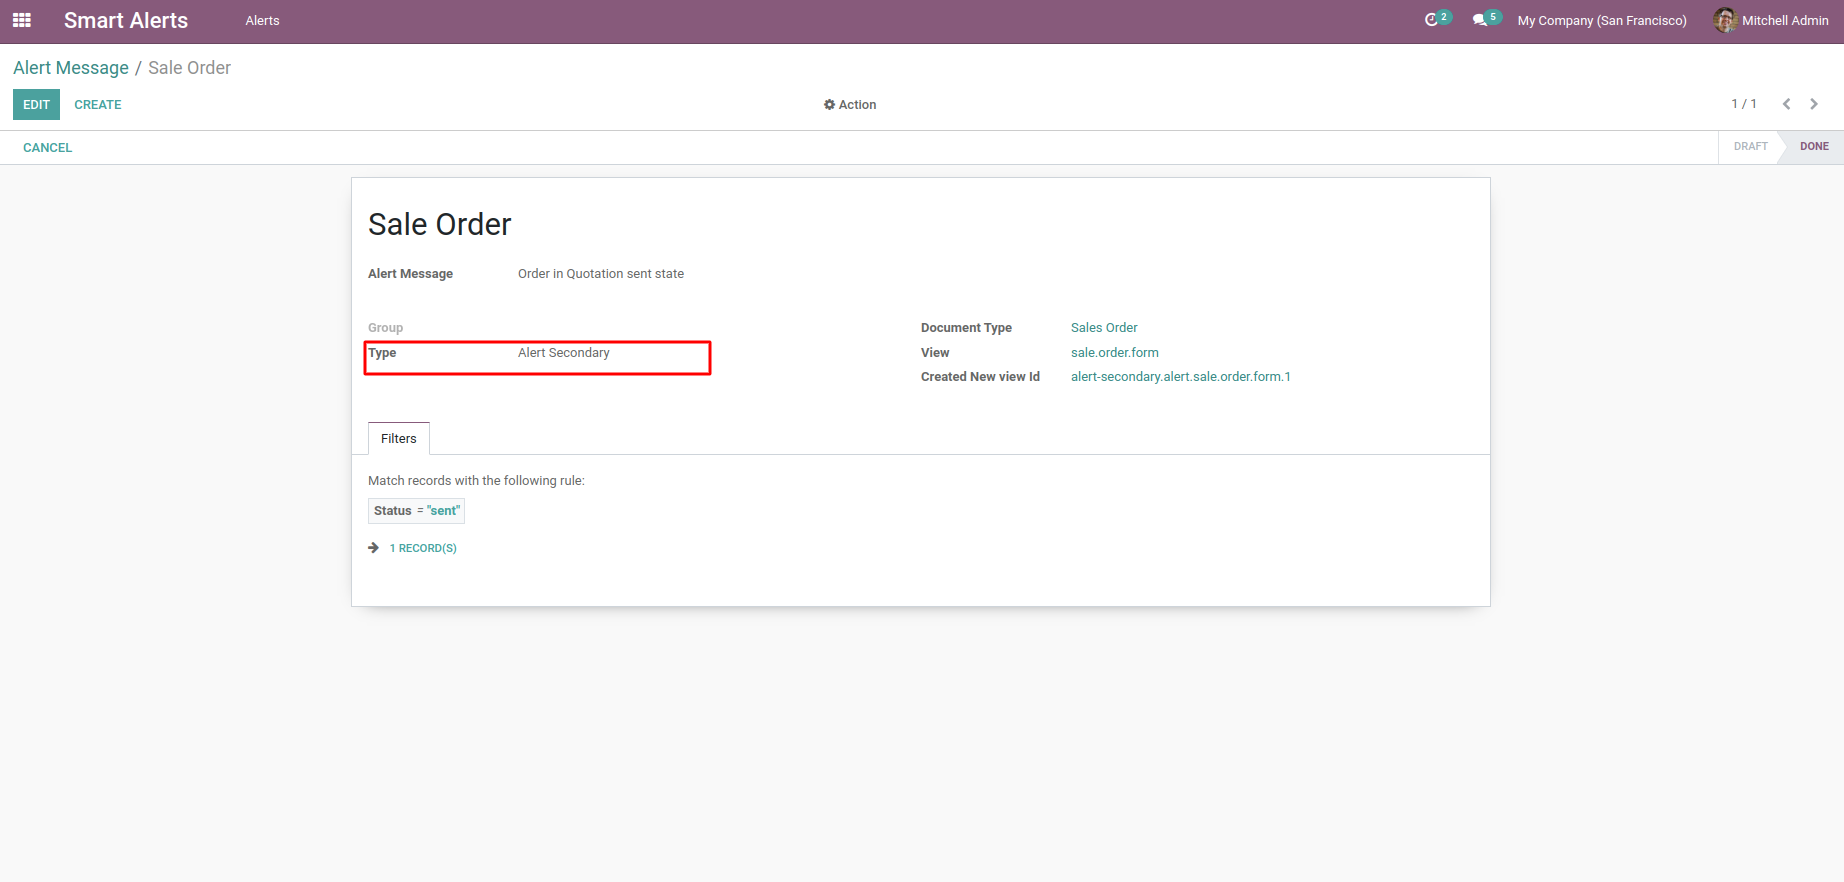 Smart Alerts Alerts 2 5 My Company (San Francisco) Mitchell Admin
Alert Message / Sale Order
EDIT CREATE Action 1 / 1
CANCEL DRAFT DONE
Sale Order
Alert Message Order in Quotation sent state
Group Document Type Sales Order
Type Alert Secondary View sale.order.form
Created New view Id alert-secondary.alert.sale.order.form.1
Filters
Match records with the following rule:
Status = "sent"
1 RECORD(S)